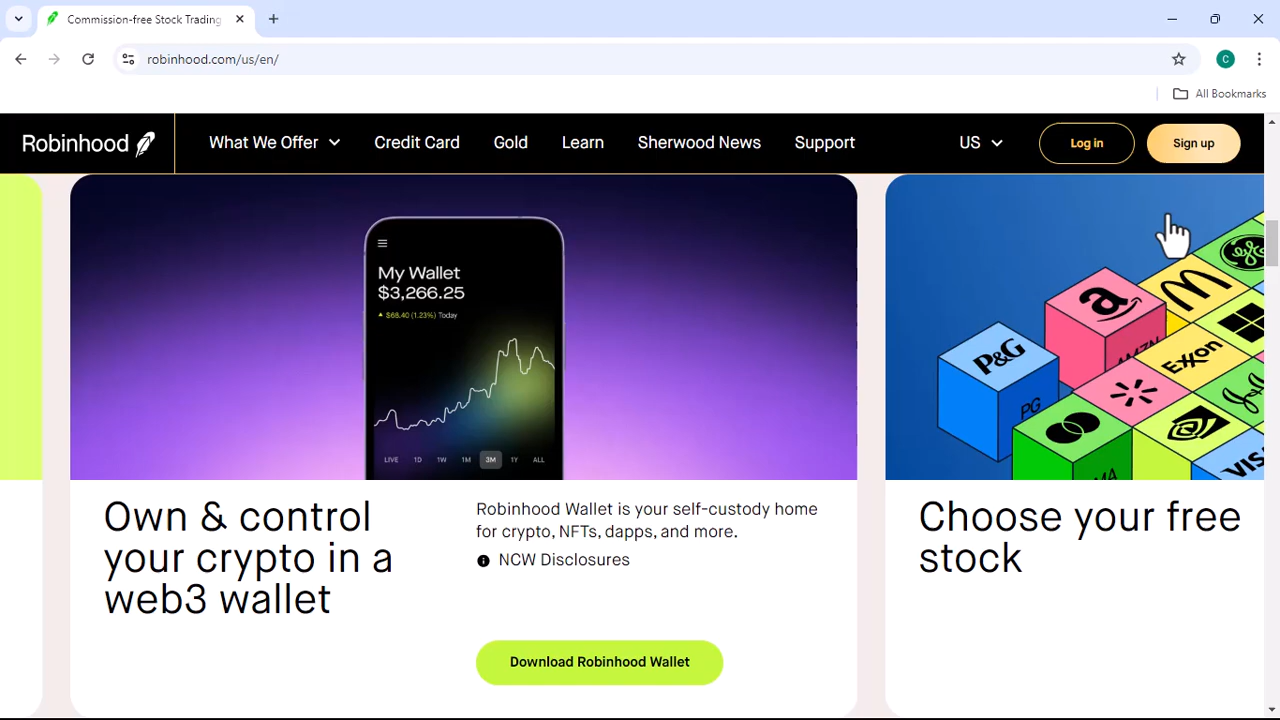 Commission-free Stock Trading
robinhood.com/us/en/
C
All Bookmarks
Robinhood
What We Offer
Credit Card
Gold
Learn
Sherwood News
Support
US
Log in
Sign up
My Wallet
$3,266.25
$68.40 (1.23%) Today
LIVE 1D 1W 1M 3M 1Y ALL
P&G
PG
a
AMZN
Exxon
MA
VISA
Own & control
your crypto in a
web3 wallet
Robinhood Wallet is your self-custody home
for crypto, NFTs, dapps, and more.
NCW Disclosures
Download Robinhood Wallet
Choose your free
stock